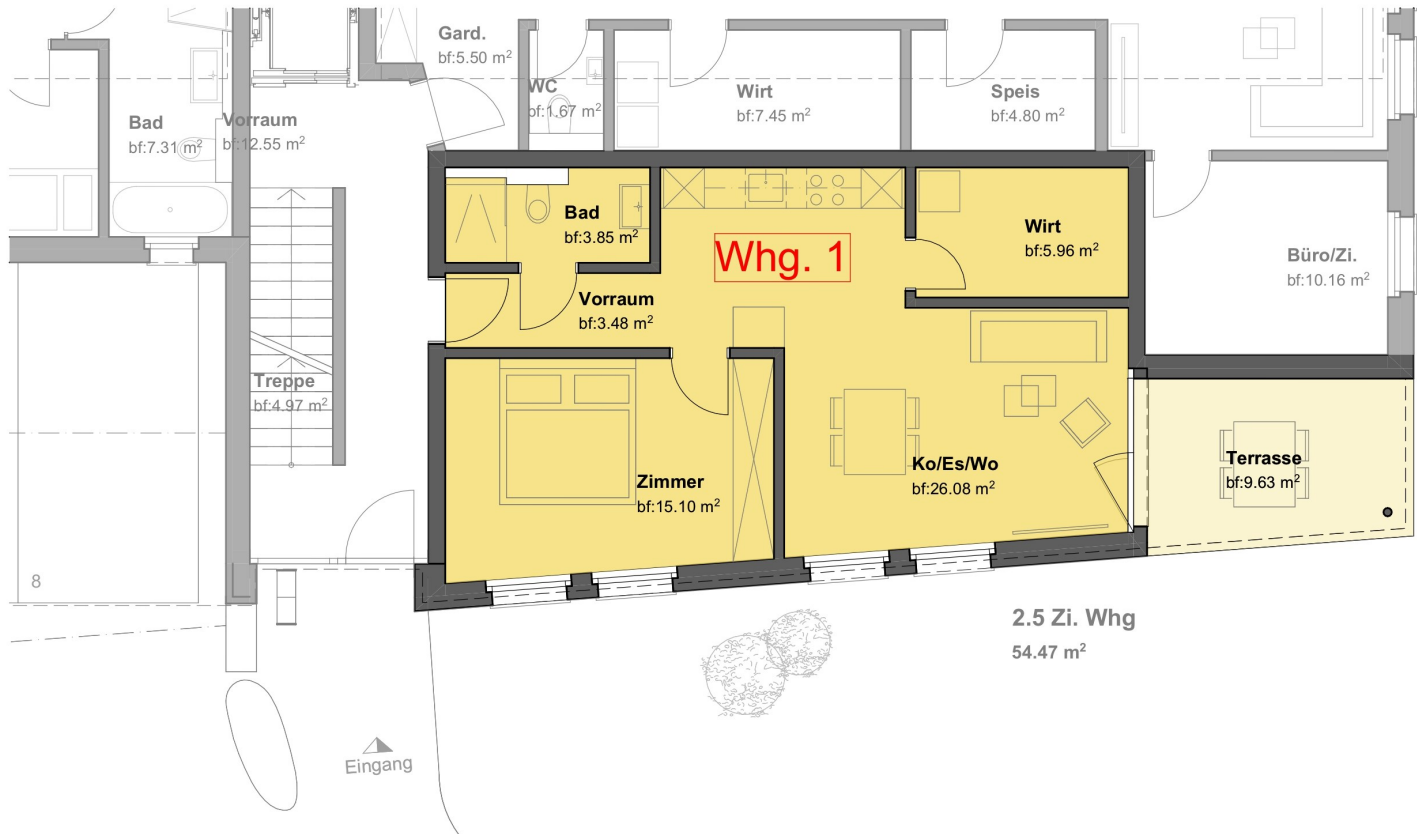 Gard.
bf:5.50 m²
WC
bf:1.67 m²
Wirt
bf:7.45 m²
Speis
bf:4.80 m²
Bad
bf:7.31 m²
Vorraum
bf:12.55 m²
Bad
bf:3.85 m²
Whg. 1
Wirt
bf:5.96 m²
Büro/Zi.
bf:10.16 m²
Vorraum
bf:3.48 m²
Treppe
bf:4.97 m²
Zimmer
bf:15.10 m²
Ko/Es/Wo
bf:26.08 m²
Terrasse
bf:9.63 m²
8
2.5 Zi. Whg
54.47 m²
Eingang